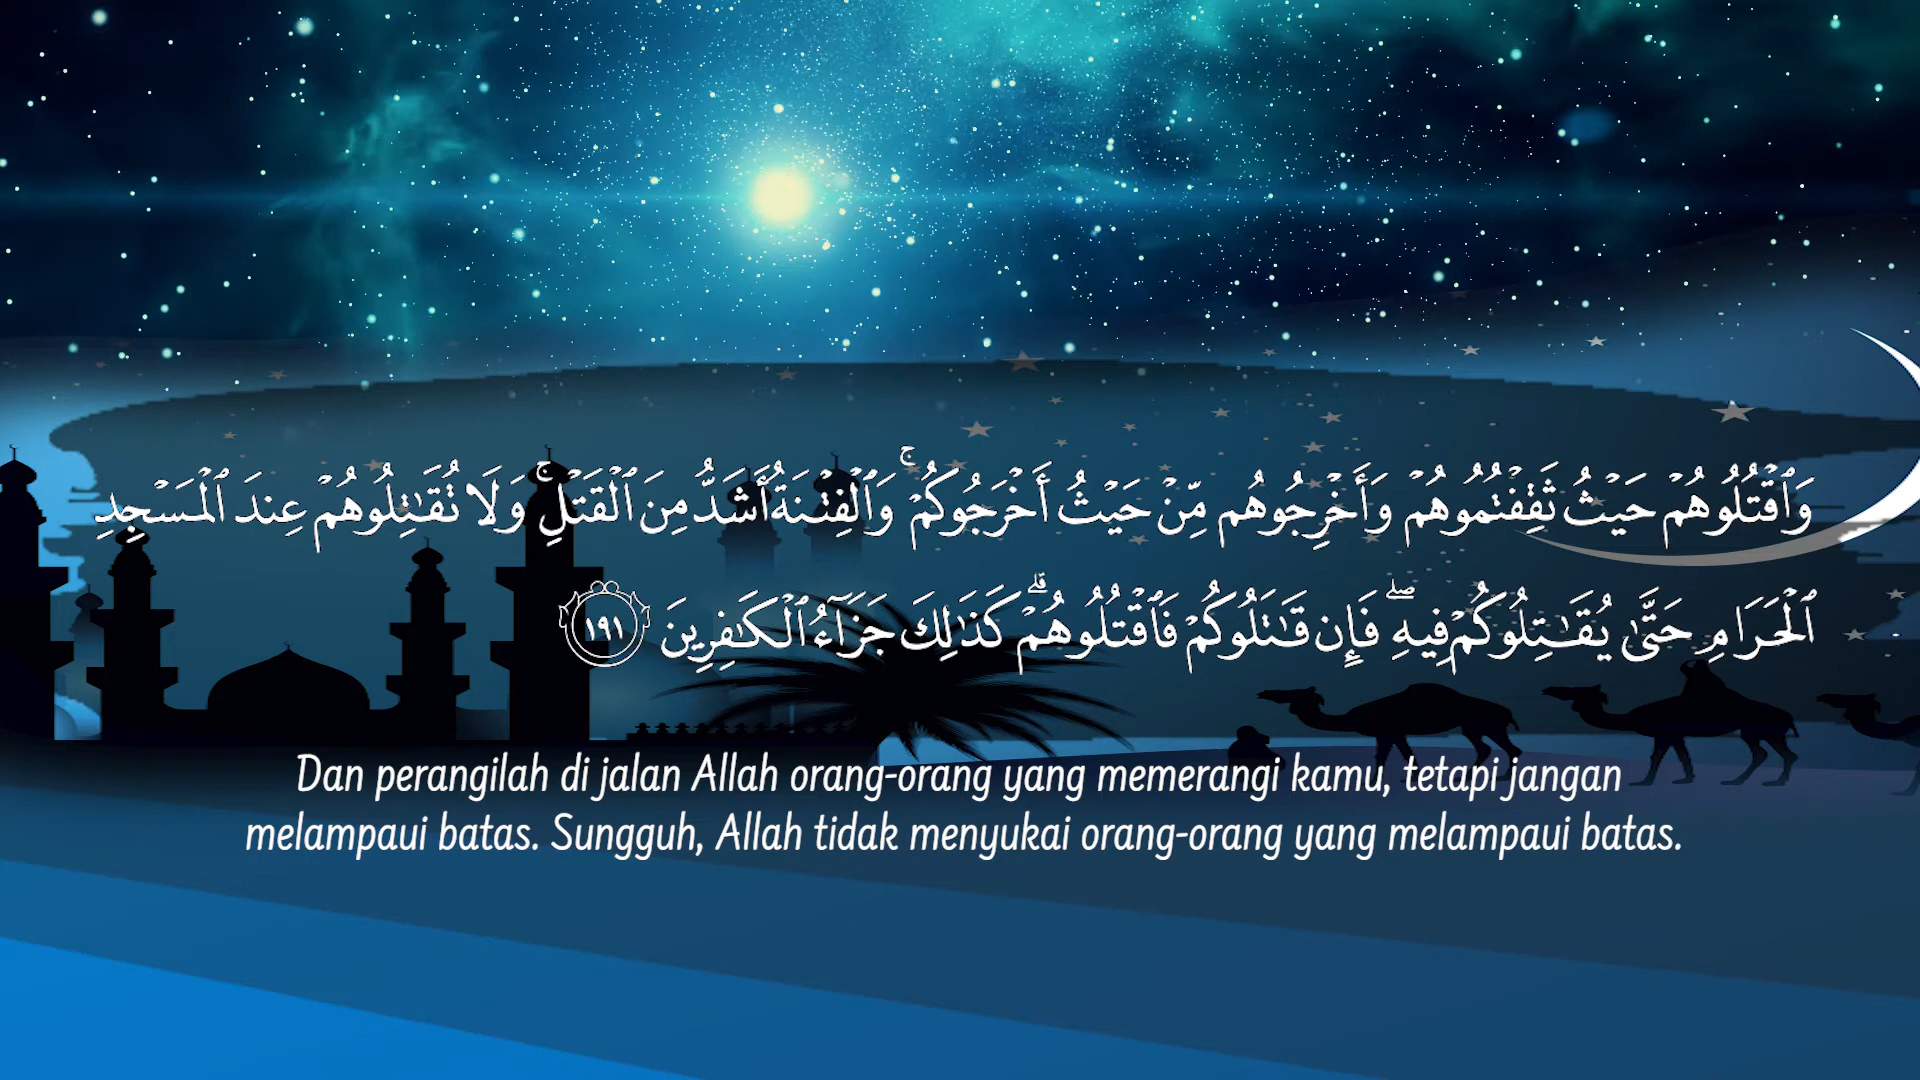 وَٱقۡتُلُوهُمۡ حَيۡثُ ثَقِفۡتُمُوهُمۡ وَأَخۡرِجُوهُم مِّنۡ حَيۡثُ أَخۡرَجُوكُمۡۚ وَٱلۡفِتۡنَةُ أَشَدُّ مِنَ ٱلۡقَتۡلِۚ وَلَا تُقَٰتِلُوهُمۡ عِندَ ٱلۡمَسۡجِدِ
ٱلۡحَرَامِ حَتَّىٰ يُقَٰتِلُوكُمۡ فِيهِۖ فَإِن قَٰتَلُوكُمۡ فَٱقۡتُلُوهُمۡۗ كَذَٰلِكَ جَزَآءُ ٱلۡكَٰفِرِينَ ١٩١
Dan perangilah di jalan Allah orang-orang yang memerangi kamu, tetapi jangan
melampaui batas. Sungguh, Allah tidak menyukai orang-orang yang melampaui batas.